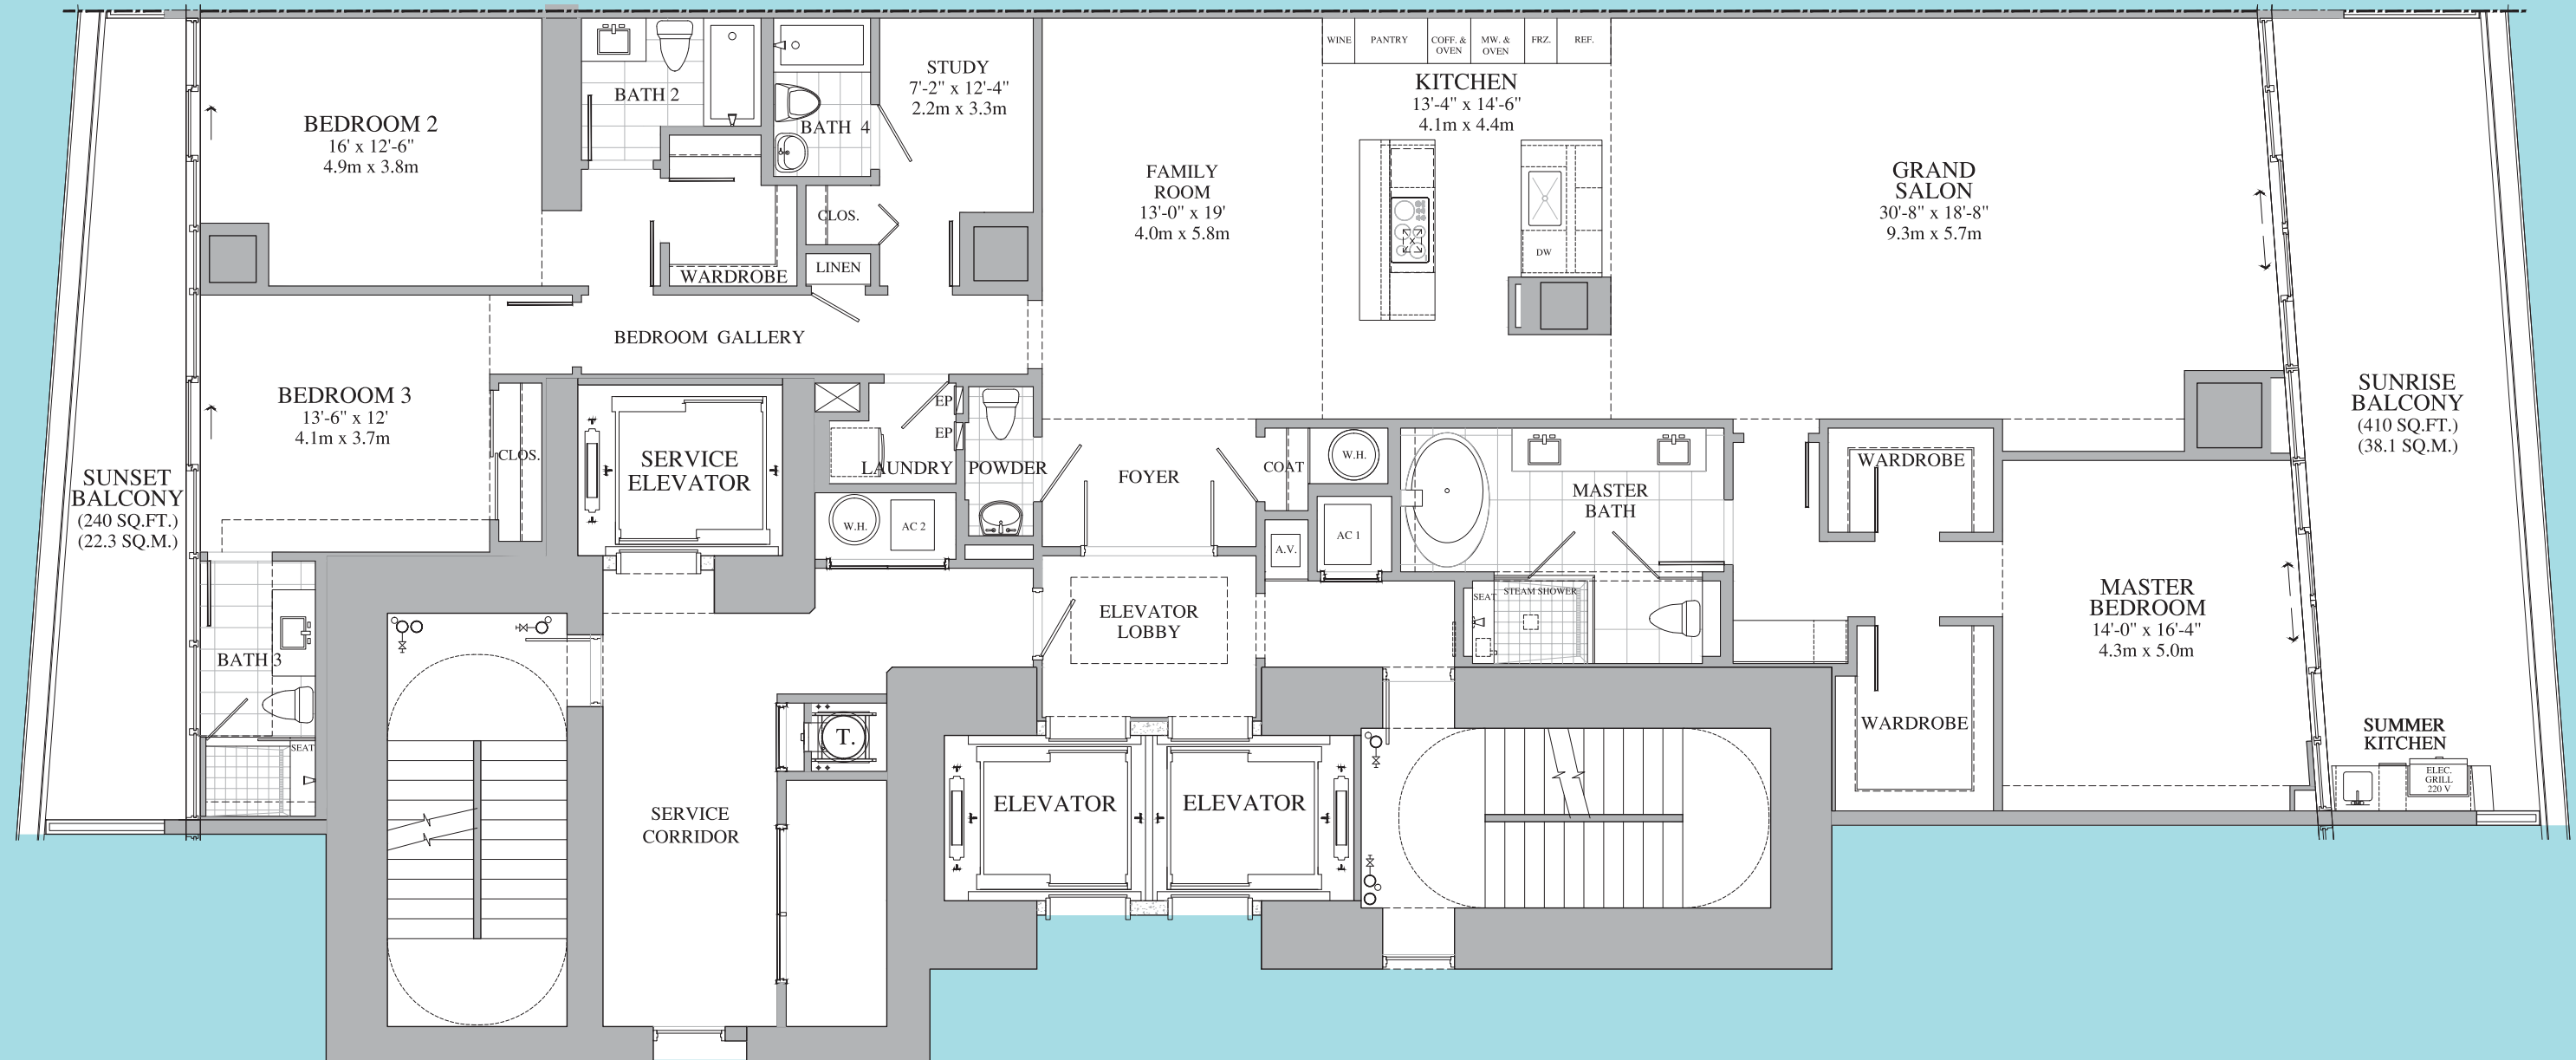 BEDROOM 2
16' x 12'-6"
4.9m x 3.8m
BATH 2
BATH 4
STUDY
7'-2" x 12'-4"
2.2m x 3.3m
CLOS.
LINEN
WARDROBE
BEDROOM GALLERY
FAMILY
ROOM
13'-0" x 19'
4.0m x 5.8m
WINE
PANTRY
COFF. &
OVEN
MW. &
OVEN
FRZ.
REF.
KITCHEN
13'-4" x 14'-6"
4.1m x 4.4m
DW
GRAND
SALON
30'-8" x 18'-8"
9.3m x 5.7m
SUNRISE
BALCONY
(410 SQ.FT.)
(38.1 SQ.M.)
BEDROOM 3
13'-6" x 12'
4.1m x 3.7m
CLOS.
SUNSET
BALCONY
(240 SQ.FT.)
(22.3 SQ.M.)
SERVICE
ELEVATOR
EP
EP
LAUNDRY
POWDER
W.H.
AC 2
FOYER
COAT
W.H.
A.V.
AC 1
MASTER
BATH
SEAT
STEAM SHOWER
WARDROBE
MASTER
BEDROOM
14'-0" x 16'-4"
4.3m x 5.0m
WARDROBE
ELEVATOR
LOBBY
BATH 3
SEAT
T.
SERVICE
CORRIDOR
ELEVATOR
ELEVATOR
SUMMER
KITCHEN
ELEC.
GRILL
220 V